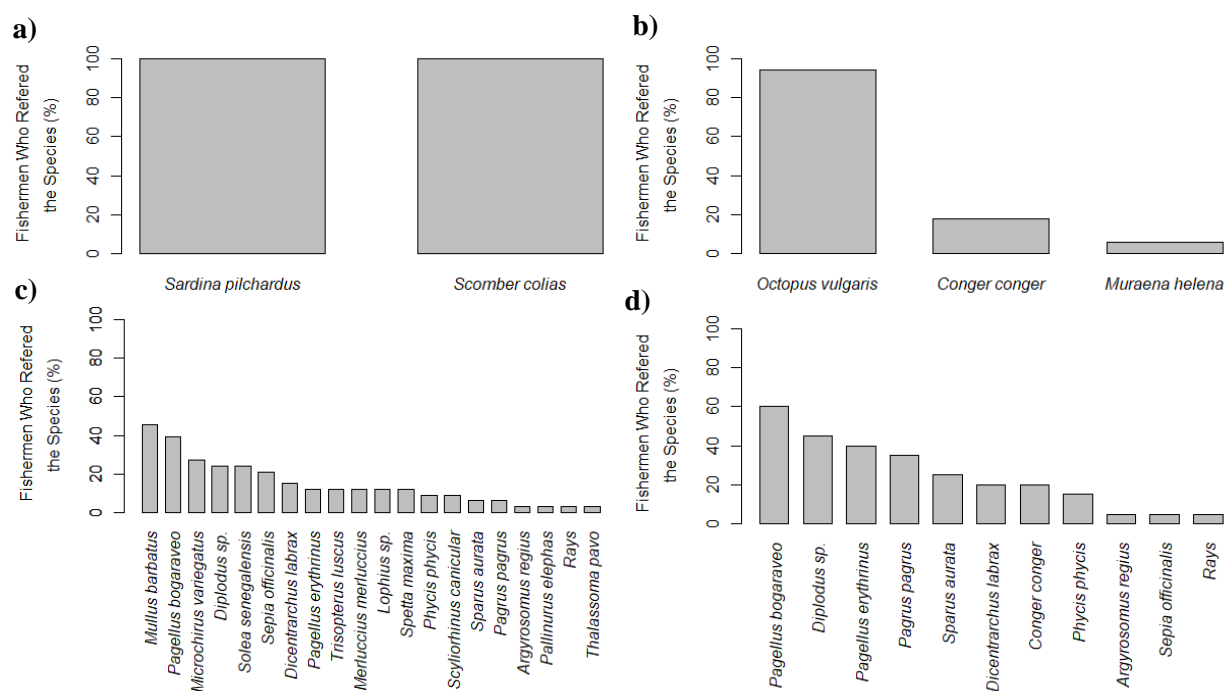 a)
Fishermen Who Refered
the Species (%)
100
80
60
40
20
0
Sardina pilchardus
Scomber colias
b)
Fishermen Who Refered
the Species (%)
100
80
60
40
20
0
Octopus vulgaris
Conger conger
Muraena helena
c)
Fishermen Who Refered
the Species (%)
100
80
60
40
20
0
Mullus barbatus
Pagellus bogaraveo
Microchirus variegatus
Diplodus sp.
Solea senegalensis
Sepia officinalis
Dicentrarchus labrax
Pagellus erythrinus
Trisopterus luscus
Merluccius merluccius
Lophius sp.
Spetta maxima
Phycis phycis
Scyliorhinus canicular
Sparus aurata
Pagrus pagrus
Argyrosomus regius
Pallinurus elephas
Rays
Thalassoma pavo
d)
Fishermen Who Refered
the Species (%)
100
80
60
40
20
0
Pagellus bogaraveo
Diplodus sp.
Pagellus erythrinus
Pagrus pagrus
Sparus aurata
Dicentrarchus labrax
Conger conger
Phycis phycis
Argyrosomus regius
Sepia officinalis
Rays